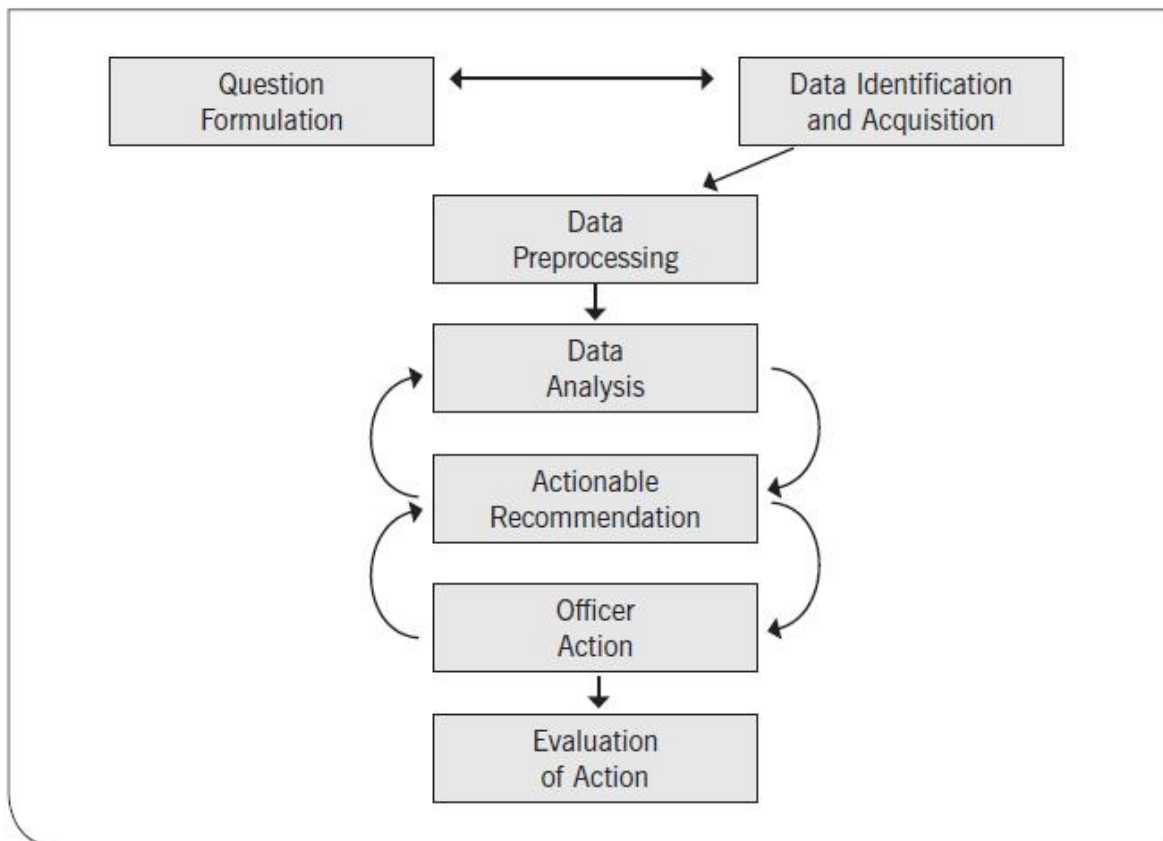 Question
Formulation
Data Identification
and Acquisition
Data
Preprocessing
Data
Analysis
Actionable
Recommendation
Officer
Action
Evaluation
of Action